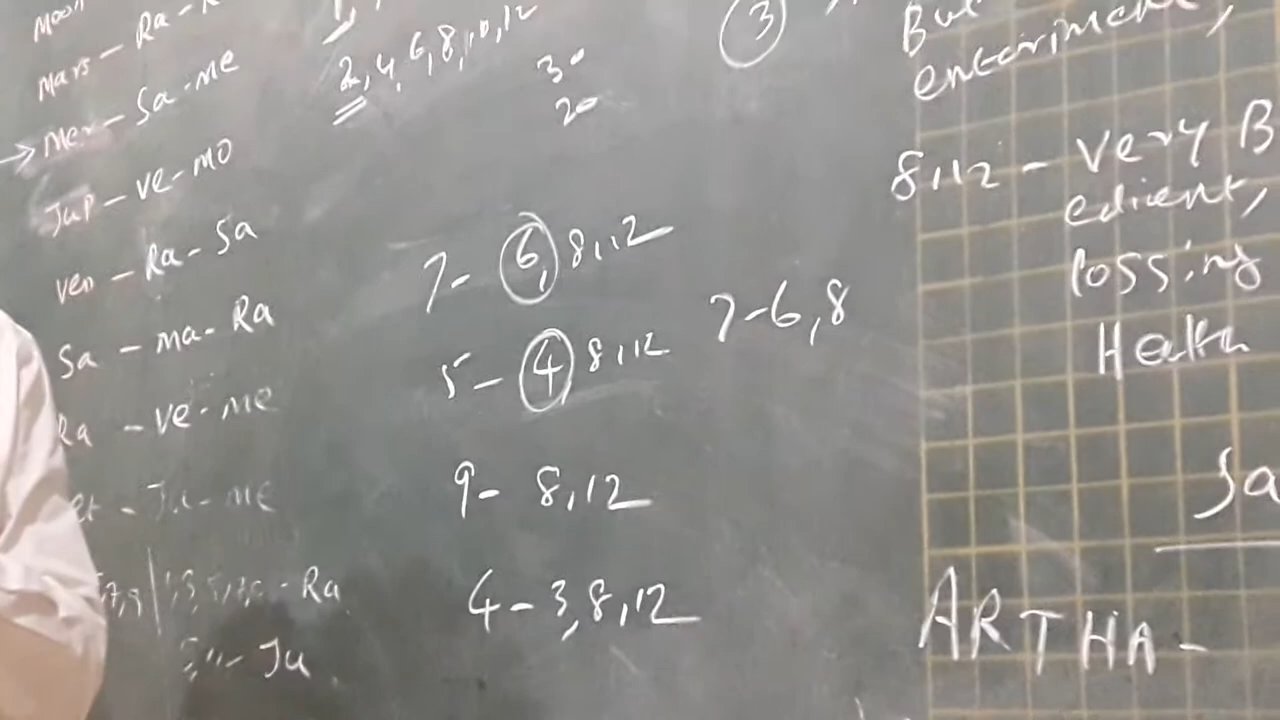 Moon
Mars - Ra -
→ Mer - Sa - Me
Jup - ve - mo
ven - Ra - Sa
Sa - ma - Ra
Ra - ve - me
Ju - ME
- Ra
Ju
2, 4, 6, 8, 10, 12
30
20
7 - 6, 8, 12
5 - 4 8, 12
9 - 8, 12
4 - 3, 8, 12
7 - 6, 8
3
But
8, 12 - Very B
edient,
lossing
Health
Sa
ARTHA -